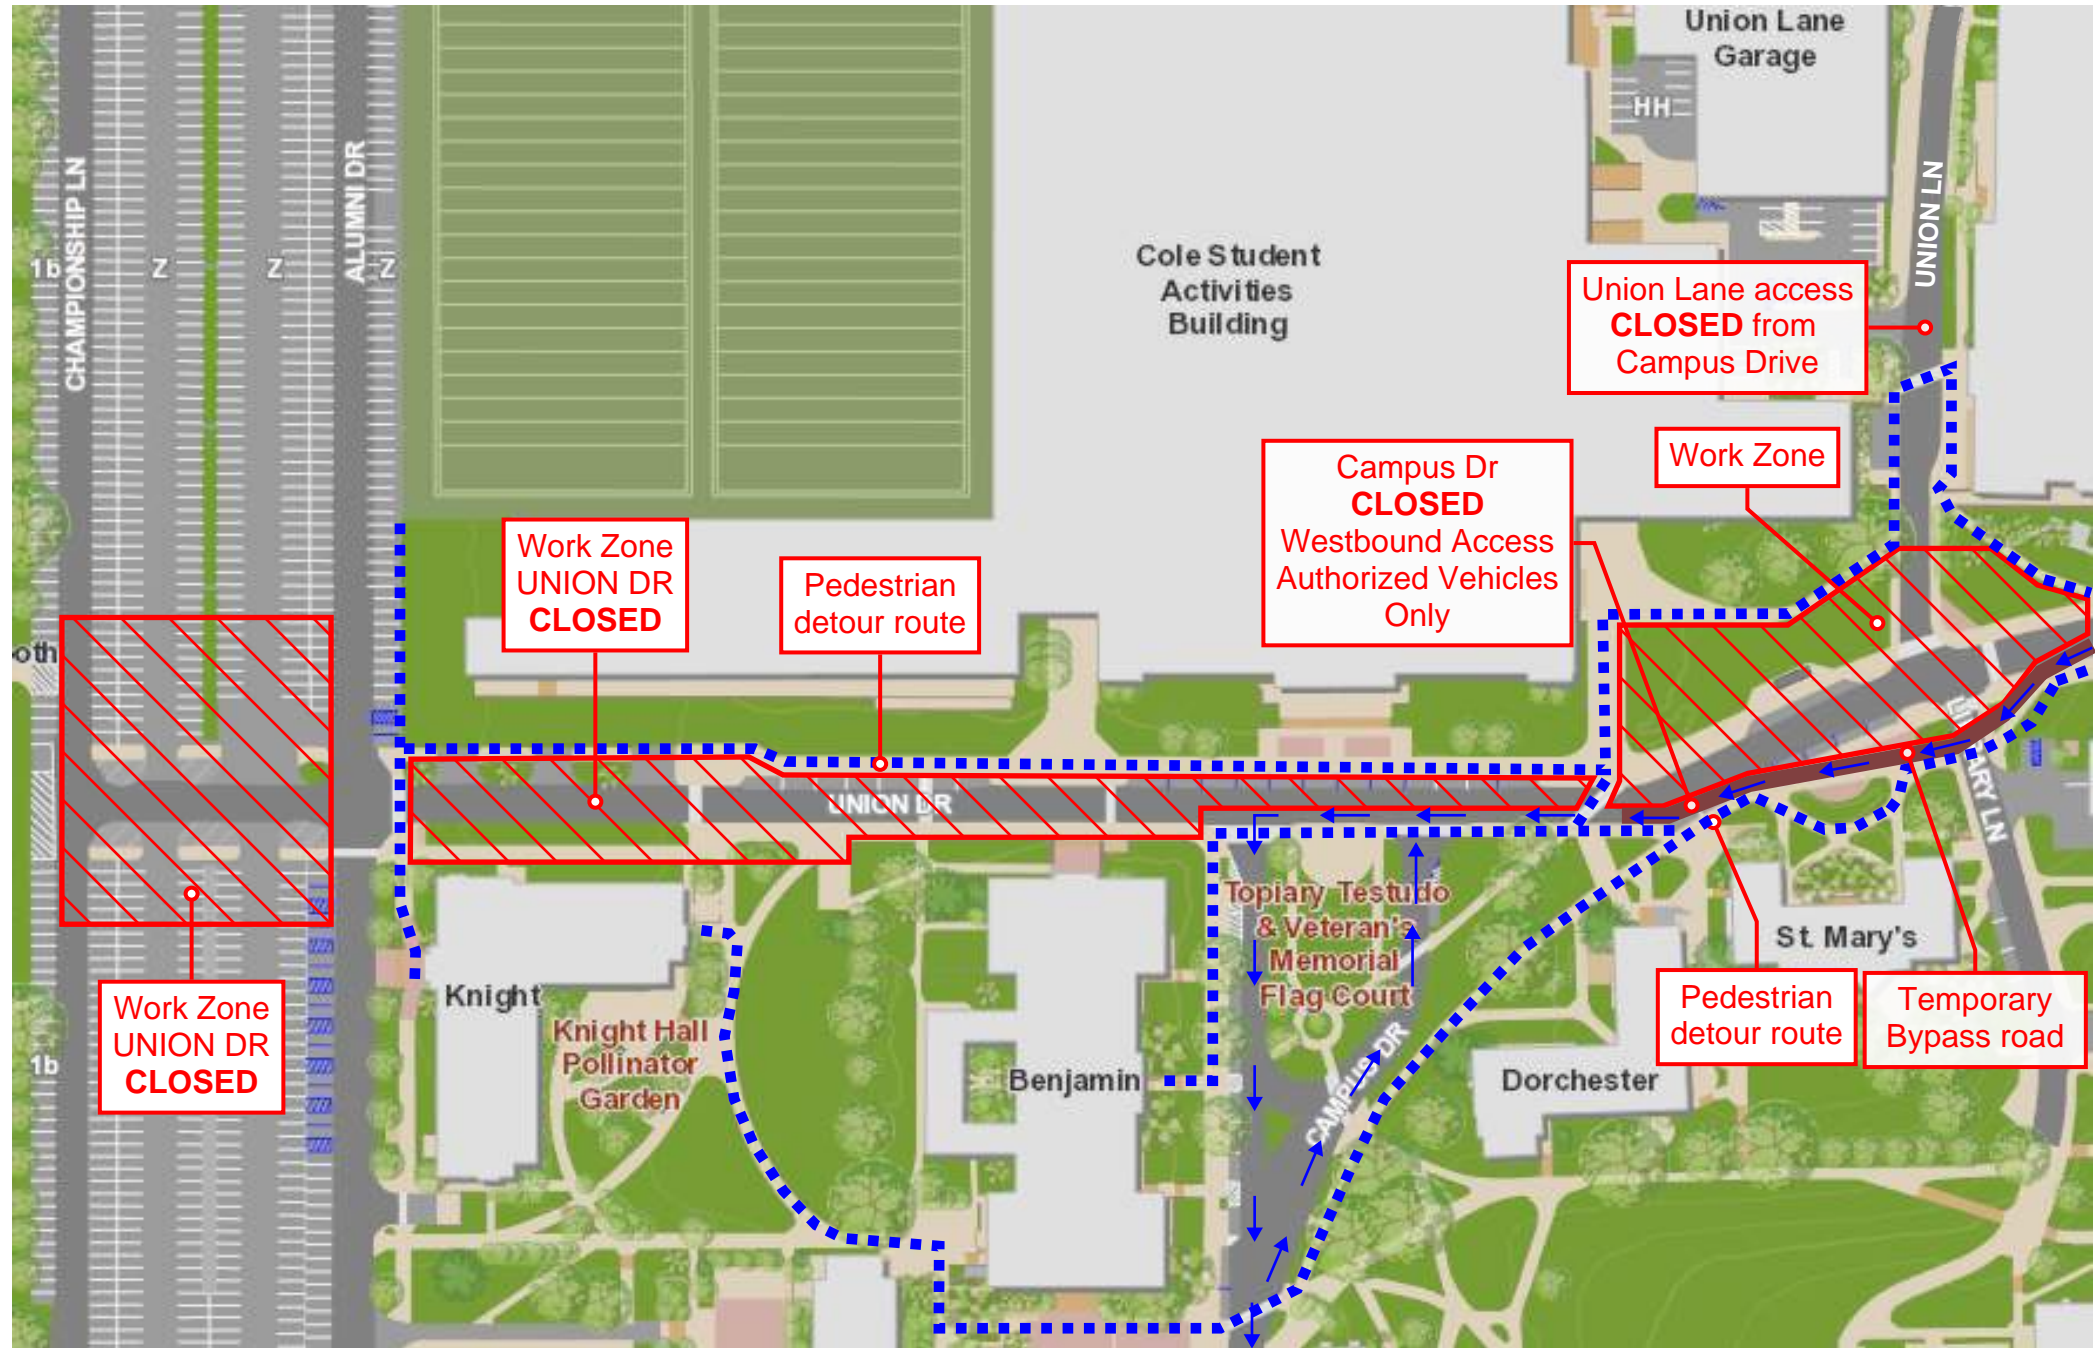 Union Lane
Garage
HH
CHAMPIONSHIP LN
ALUMNI DR
UNION LN
1b
Z
Z
Z
Cole Student
Activities
Building
Union Lane access
CLOSED from
Campus Drive
Work Zone
Campus Dr
CLOSED
Westbound Access
Authorized Vehicles
Only
Work Zone
UNION DR
CLOSED
Pedestrian
detour route
oth
UNION DR
ARY LN
Topiary Testudo
& Veteran's
Memorial
Flag Court
St. Mary's
Knight
Knight Hall
Pollinator
Garden
Work Zone
UNION DR
CLOSED
Pedestrian
detour route
Temporary
Bypass road
1b
Benjamin
CAMPUS DR
Dorchester